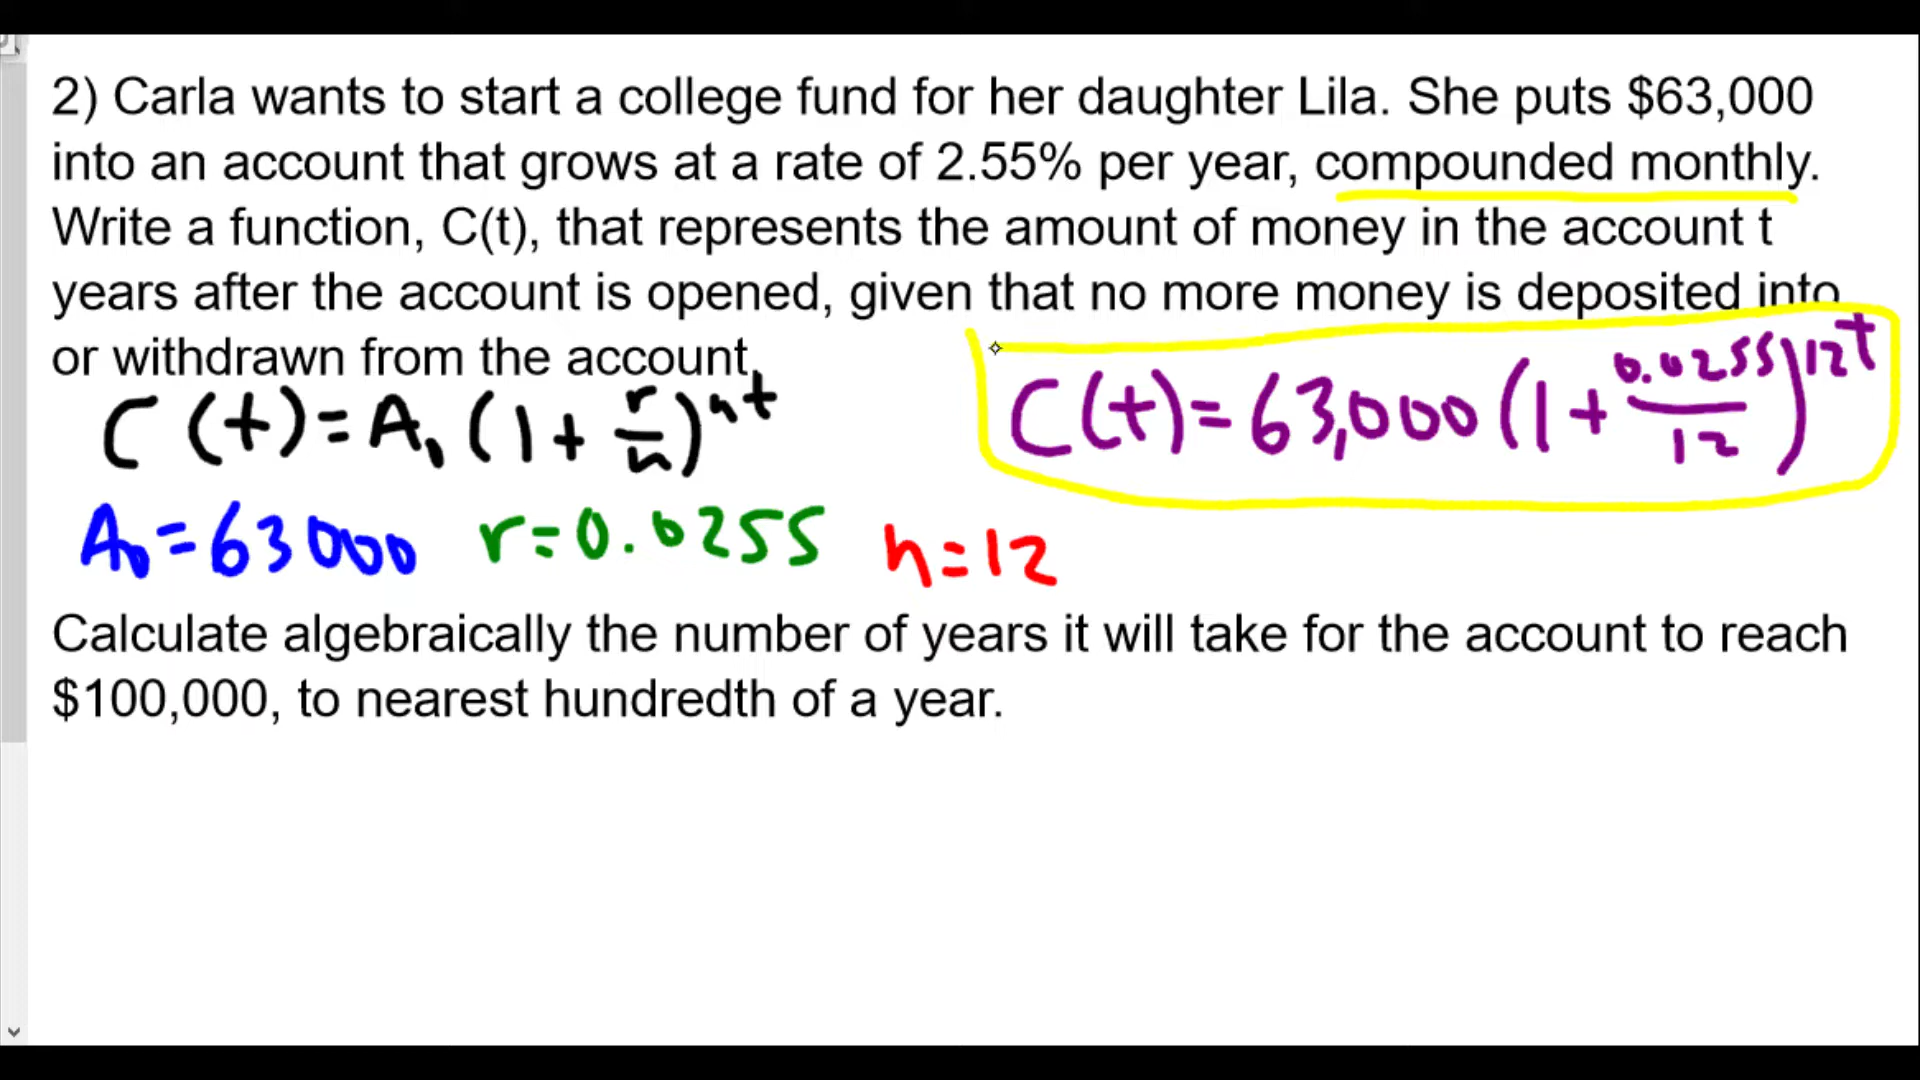 2) Carla wants to start a college fund for her daughter Lila. She puts $63,000
into an account that grows at a rate of 2.55% per year, compounded monthly.
Write a function, C(t), that represents the amount of money in the account t
years after the account is opened, given that no more money is deposited into
or withdrawn from the account.
C(t)=A₀(1+r/n)^nt
C(t)=63,000(1+0.0255/12)^12t
A₀=63000 r=0.0255 n=12
Calculate algebraically the number of years it will take for the account to reach
$100,000, to nearest hundredth of a year.